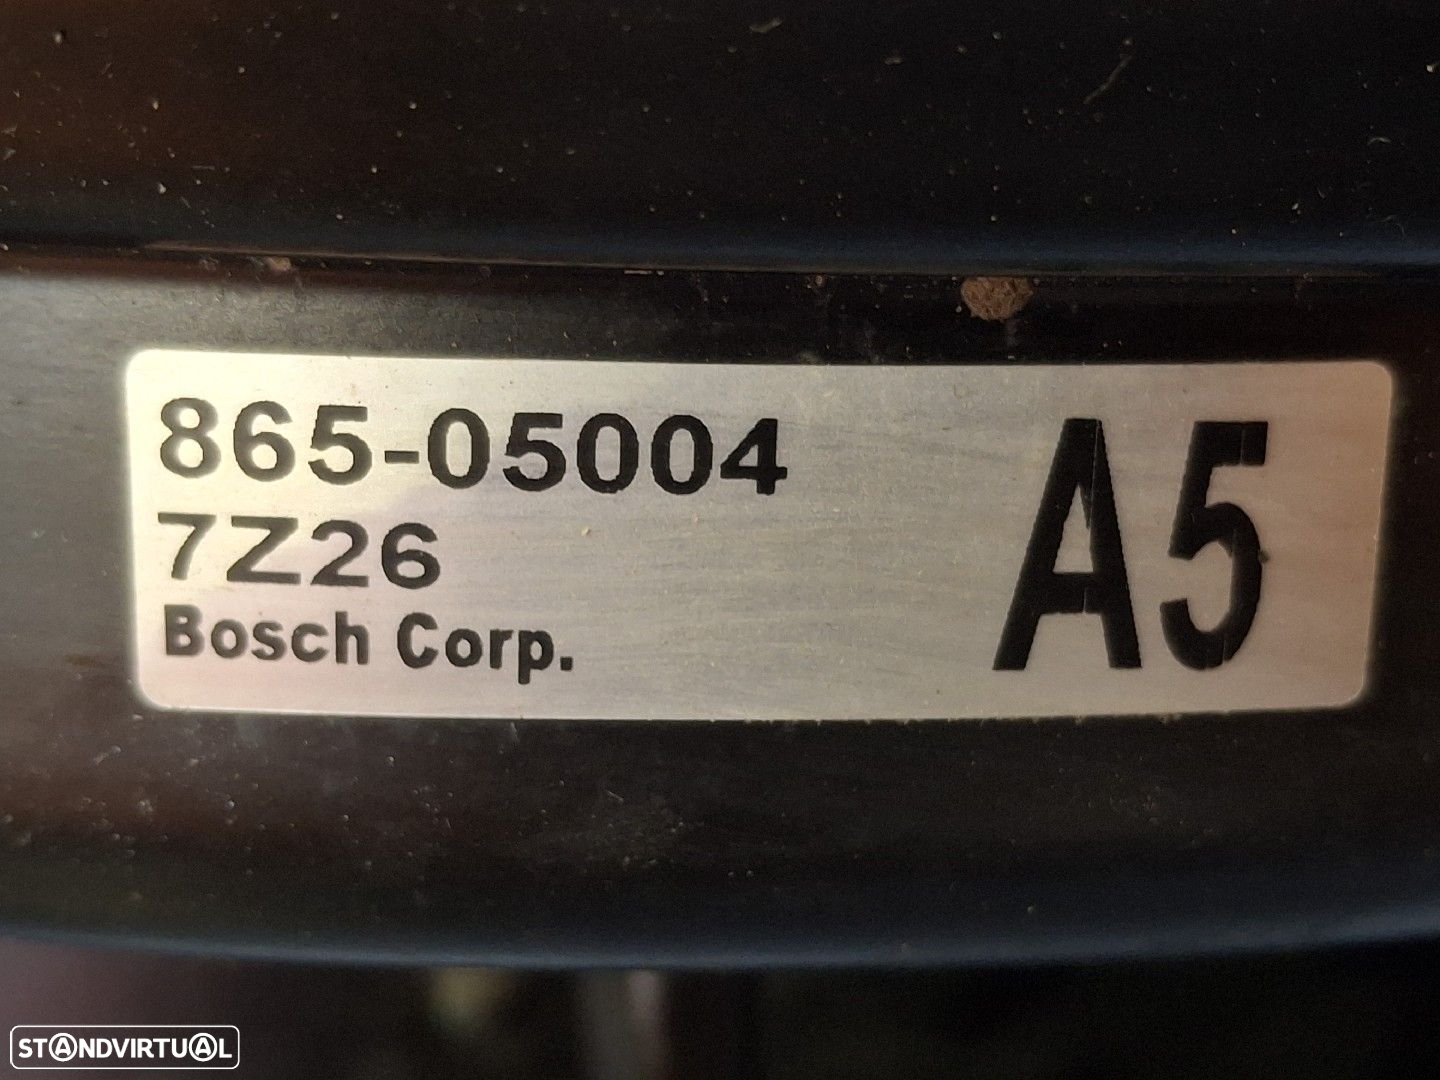 865-05004
7Z26
Bosch Corp.
A5
STANDVIRTUAL